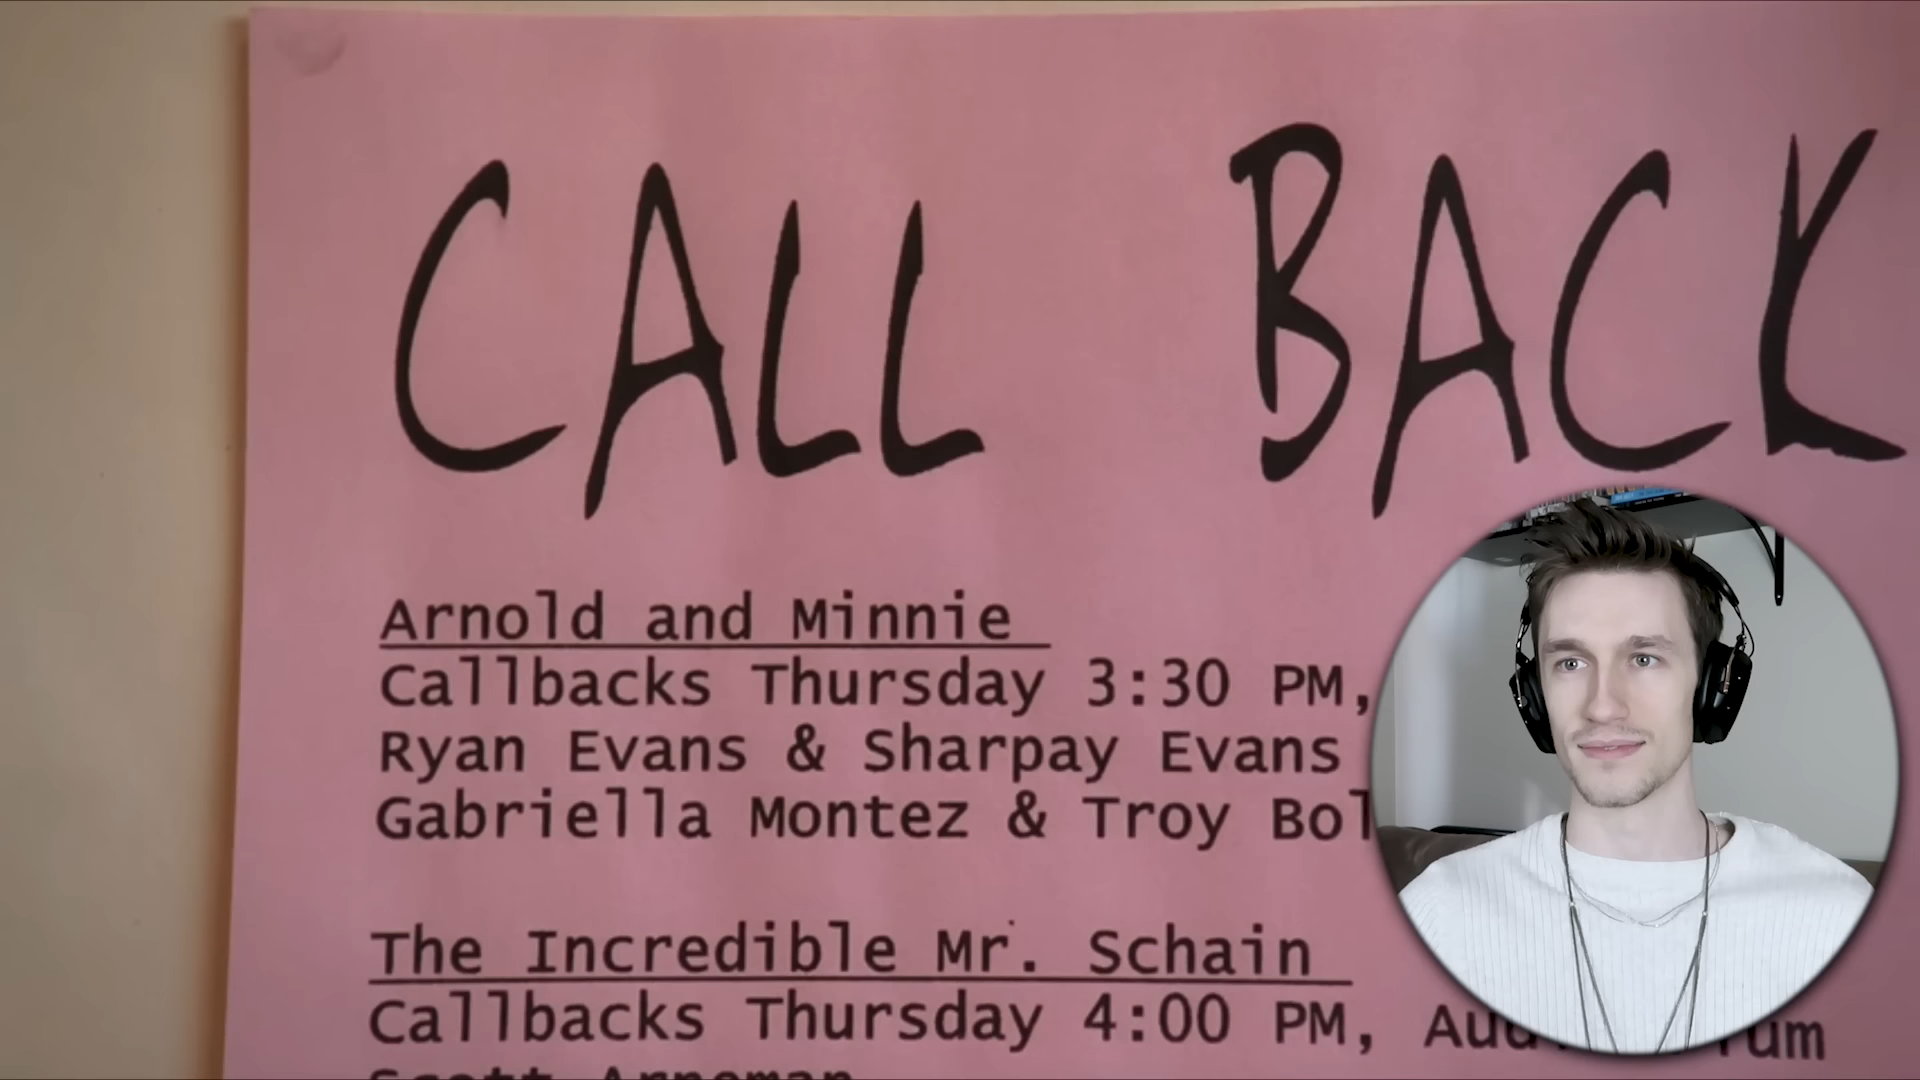 CALL BACK
Arnold and Minnie
Callbacks Thursday 3:30 PM,
Ryan Evans & Sharpay Evans
Gabriella Montez & Troy Bol
The Incredible Mr. Schain
Callbacks Thursday 4:00 PM,